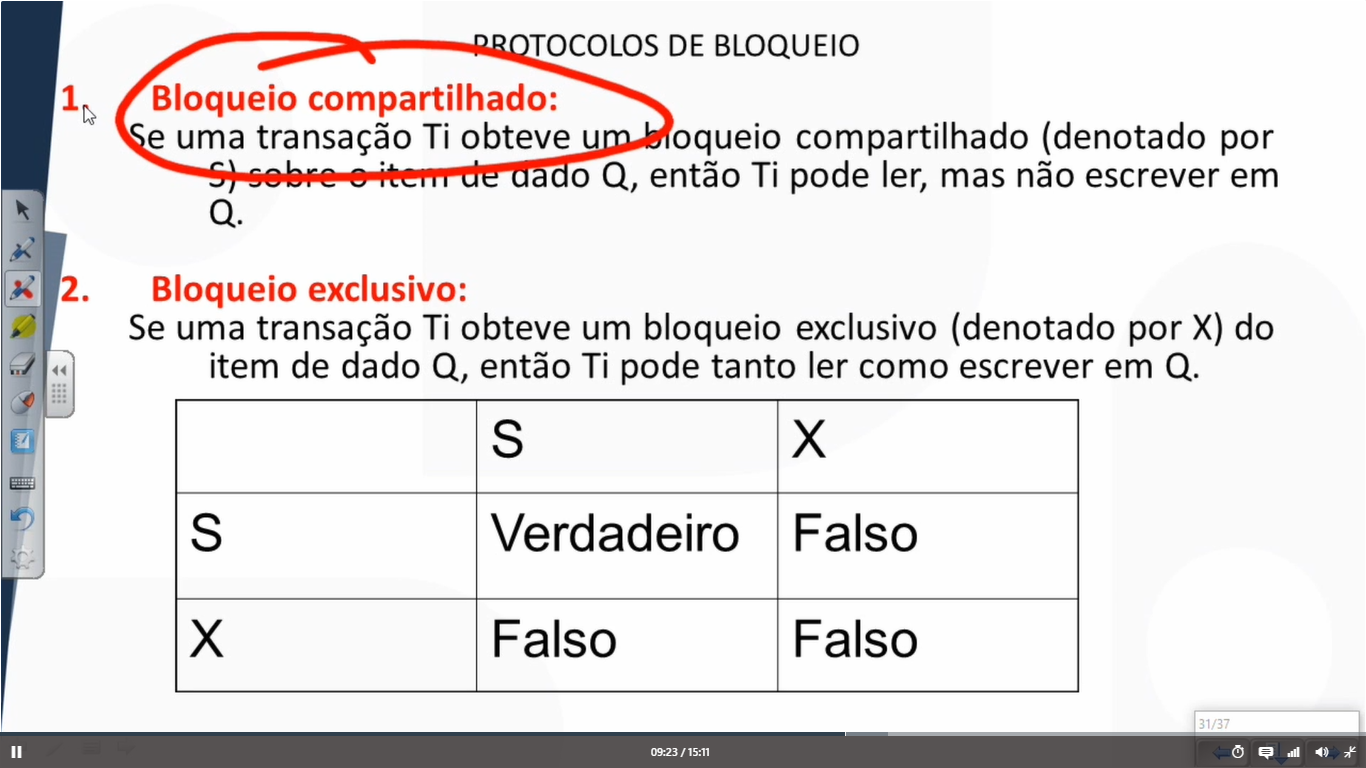 PROTOCOLOS DE BLOQUEIO
1. Bloqueio compartilhado:
Se uma transação Ti obteve um bloqueio compartilhado (denotado por
S) sobre o item de dado Q, então Ti pode ler, mas não escrever em
Q.
2. Bloqueio exclusivo:
Se uma transação Ti obteve um bloqueio exclusivo (denotado por X) do
item de dado Q, então Ti pode tanto ler como escrever em Q.
S X
S Verdadeiro Falso
X Falso Falso
31/37
09:23 / 15:11